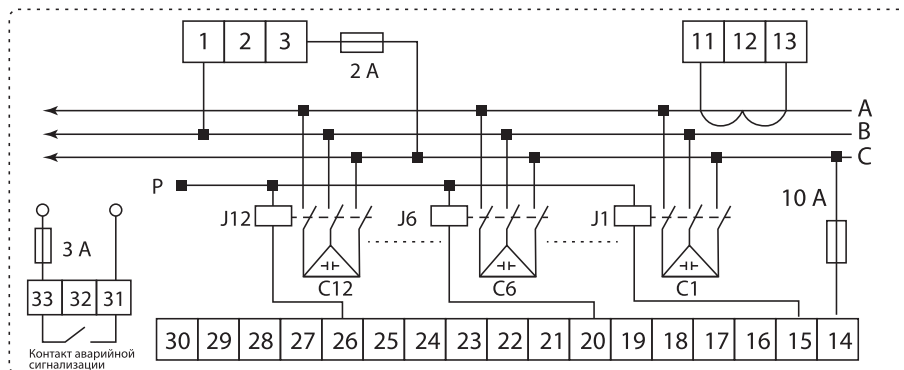 1 2 3
2 A
11 12 13
A
B
C
P
J12
J6
J1
10 A
3 A
C12
C6
C1
33 32 31
30 29 28 27 26 25 24 23 22 21 20 19 18 17 16 15 14
Контакт аварийной
сигнализации